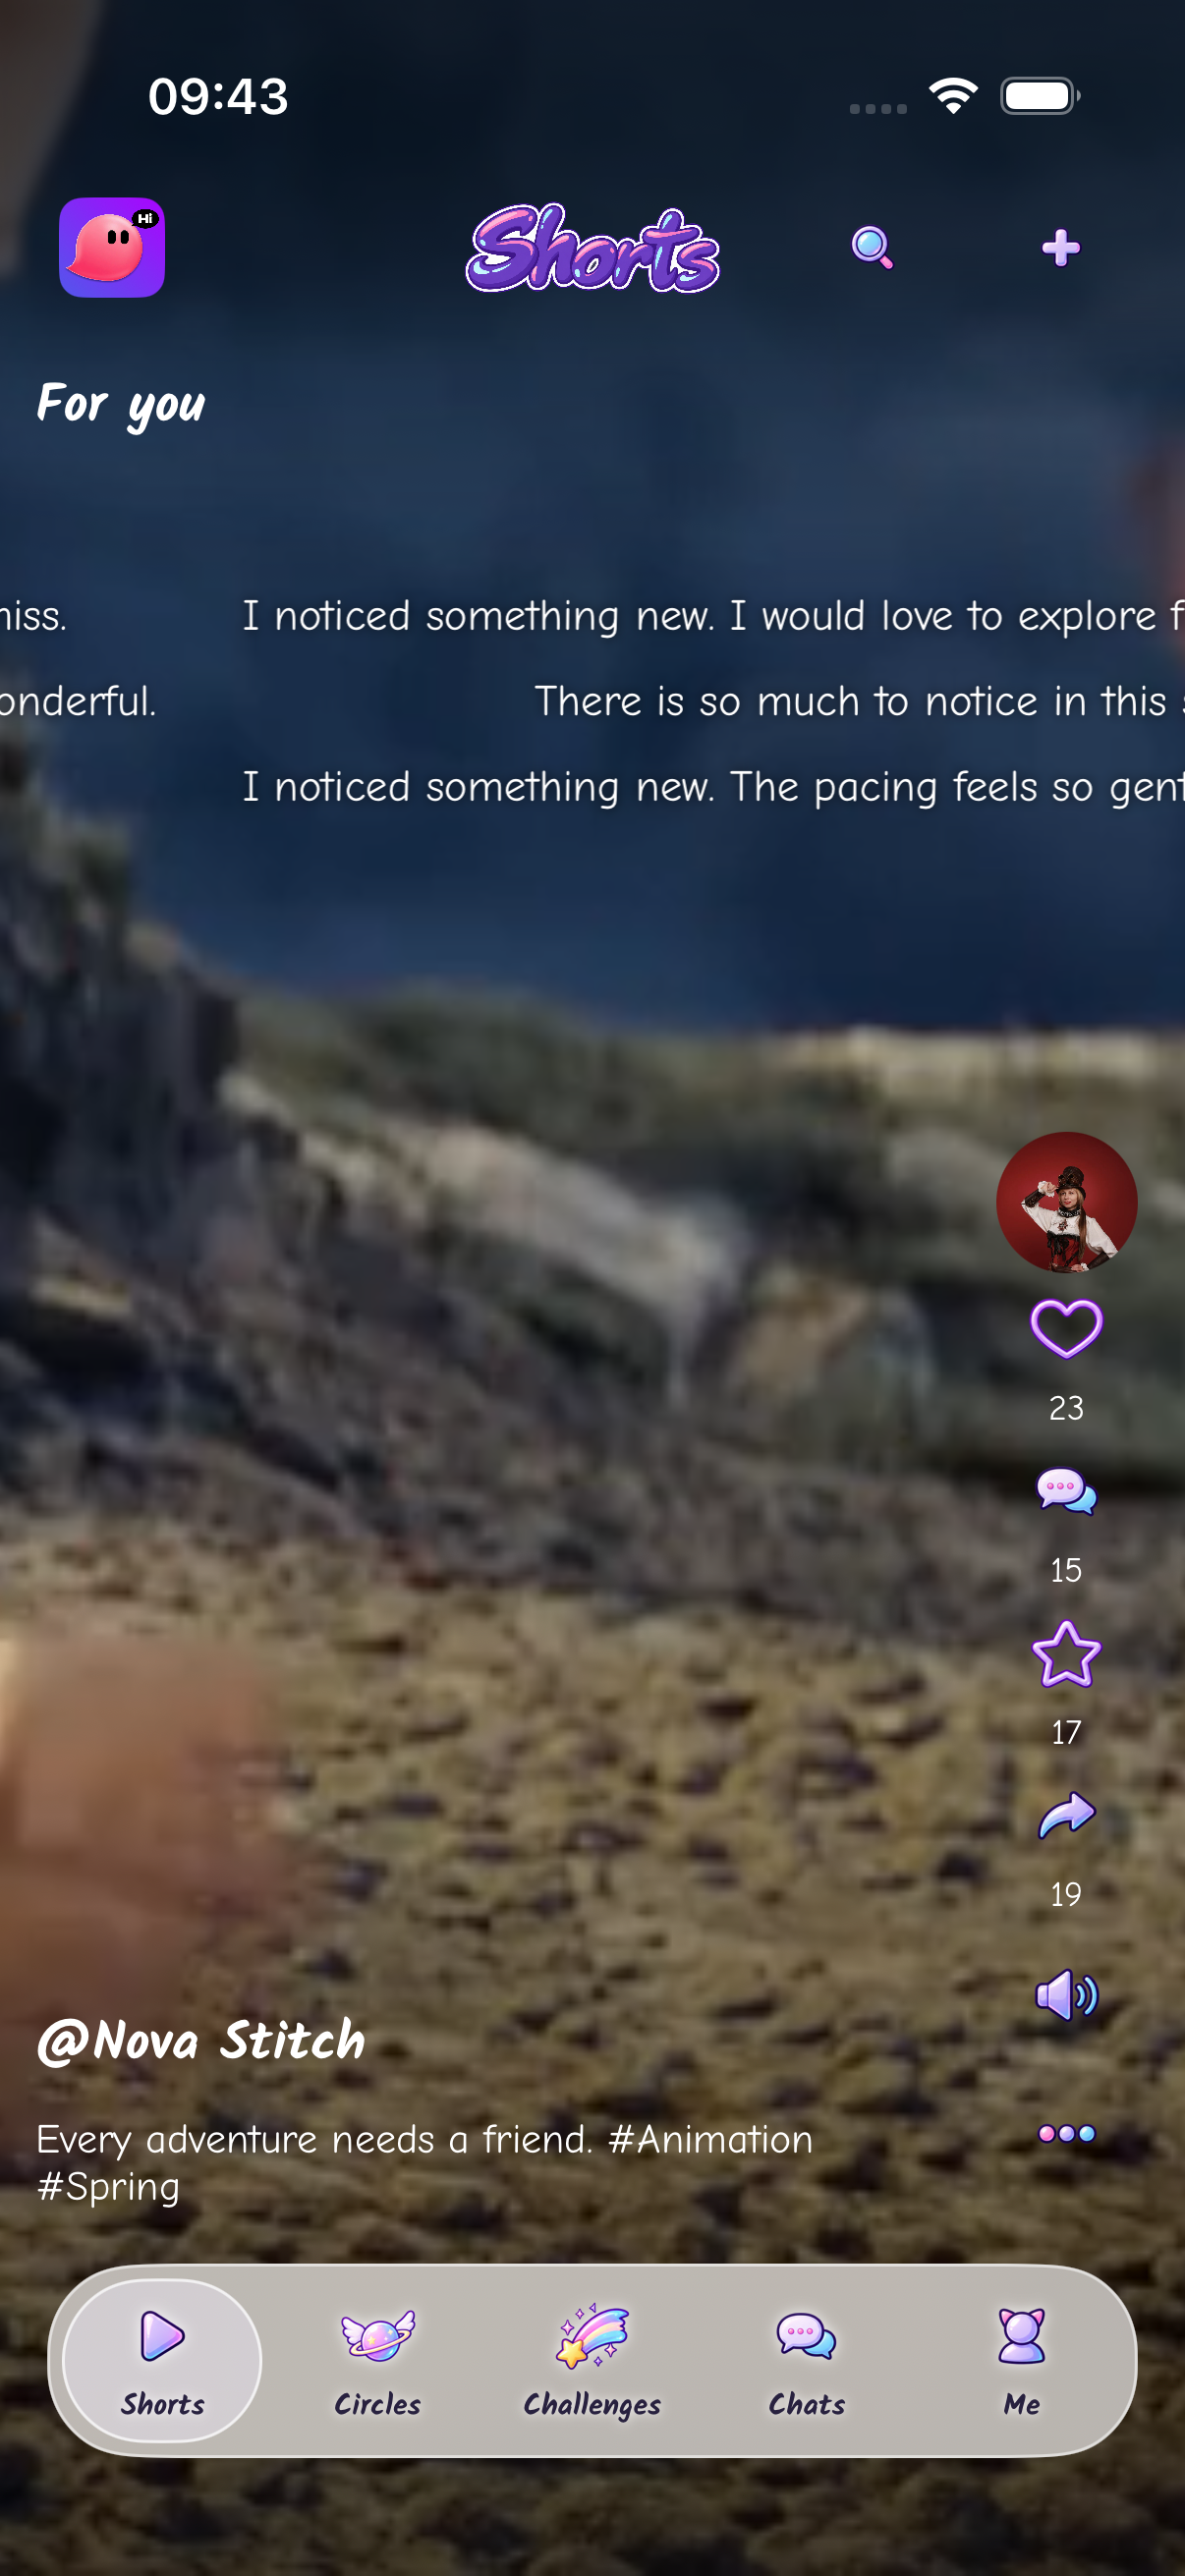 09:43
Hi
Shorts
For you
niss.
I noticed something new. I would love to explore f
onderful.
There is so much to notice in this s
I noticed something new. The pacing feels so gent
23
15
17
19
@Nova Stitch
Every adventure needs a friend. #Animation
#Spring
Shorts
Circles
Challenges
Chats
Me